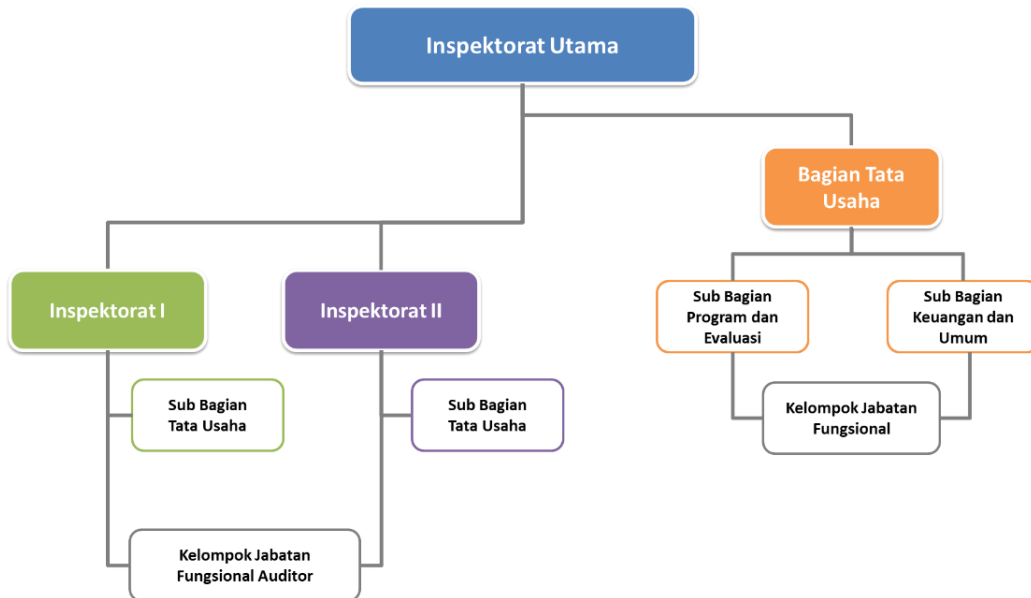 Inspektorat Utama
Bagian Tata
Usaha
Inspektorat I
Inspektorat II
Sub Bagian
Program dan
Evaluasi
Sub Bagian
Keuangan dan
Umum
Sub Bagian
Tata Usaha
Sub Bagian
Tata Usaha
Kelompok Jabatan
Fungsional
Kelompok Jabatan
Fungsional Auditor